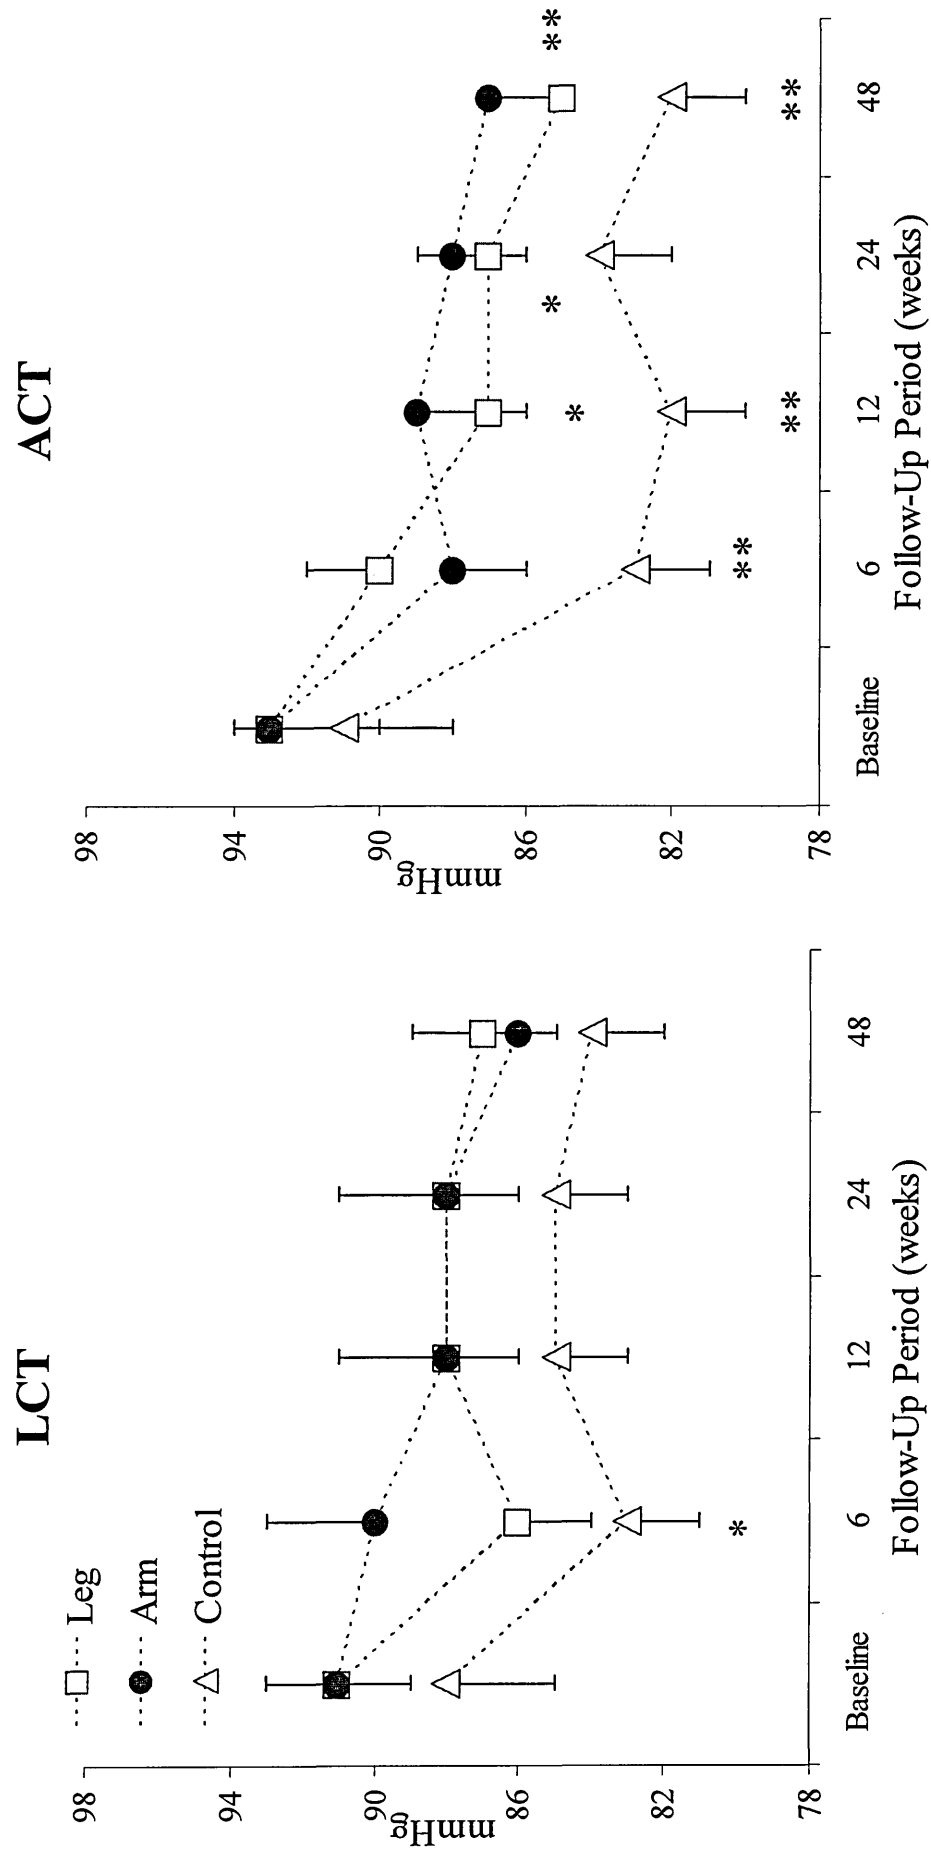 LCT
Leg
Arm
Control
98
94
90
86
82
78
mmHg
Baseline 6 12 24 48
*
Follow-Up Period (weeks)
ACT
98
94
90
86
82
78
mmHg
Baseline 6 12 24 48
** * ** * ** **
Follow-Up Period (weeks)